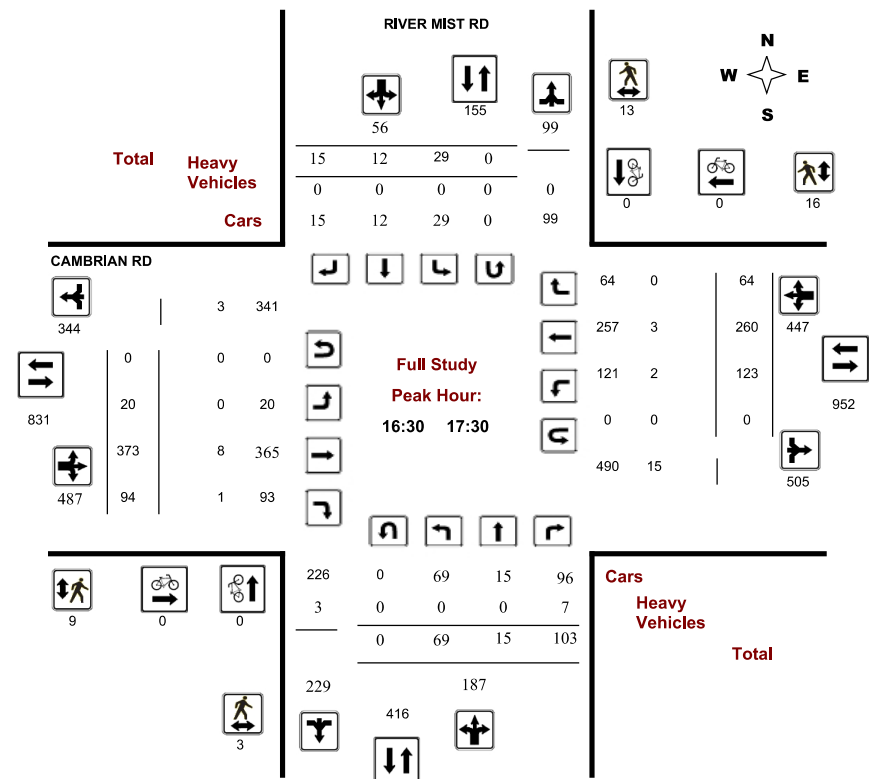 RIVER MIST RD
N
W E
S
155
13
56 99
Total Heavy Vehicles
15 12 29 0
0 0 0 0 0
Cars
15 12 29 0 99
0 0 16
CAMBRIAN RD
344
3 341
64 0 64
447
257 3 260
0 0 0
831
20 0 20
373 8 365
487
94 1 93
Full Study
Peak Hour:
16:30 17:30
121 2 123
952
0 0 0
490 15
505
226 0 69 15 96
3 0 0 0 7
0 69 15 103
Cars
Heavy
Vehicles
Total
9 0 0
229 187
416
3